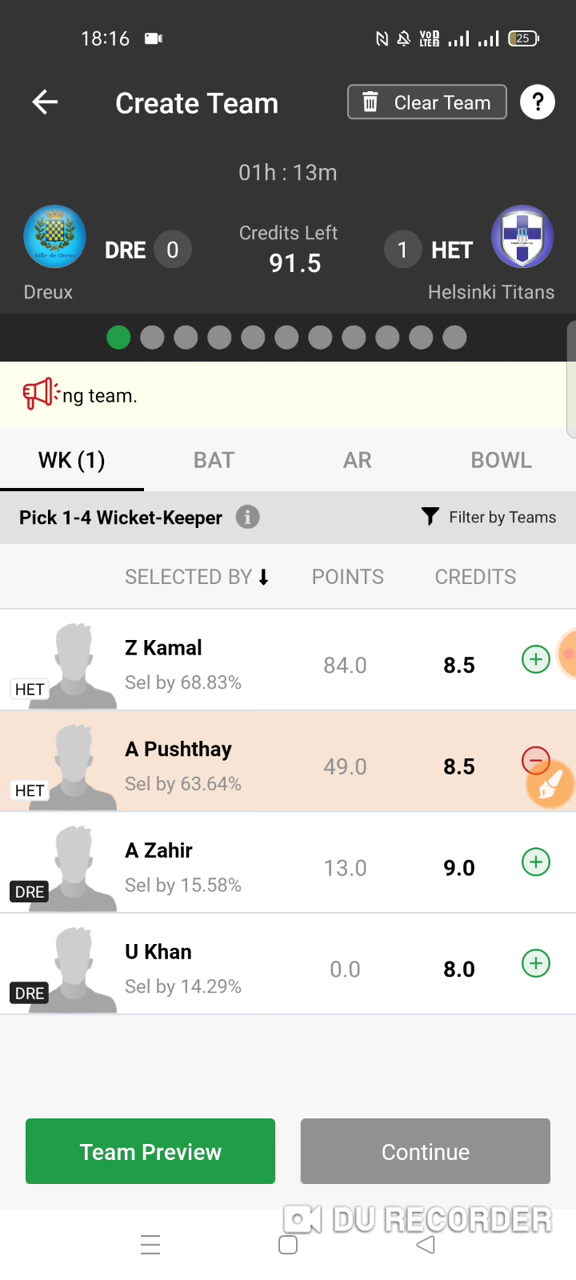 18:16
VoD LTE2 25
Create Team
Clear Team
?
01h : 13m
DRE 0
Credits Left
91.5
1 HET
Dreux
Helsinki Titans
ng team.
WK (1) BAT AR BOWL
Pick 1-4 Wicket-Keeper i
Filter by Teams
SELECTED BY POINTS CREDITS
Z Kamal
HET Sel by 68.83% 84.0 8.5
A Pushthay
HET Sel by 63.64% 49.0 8.5
A Zahir
DRE Sel by 15.58% 13.0 9.0
U Khan
DRE Sel by 14.29% 0.0 8.0
Team Preview Continue
DU RECORDER